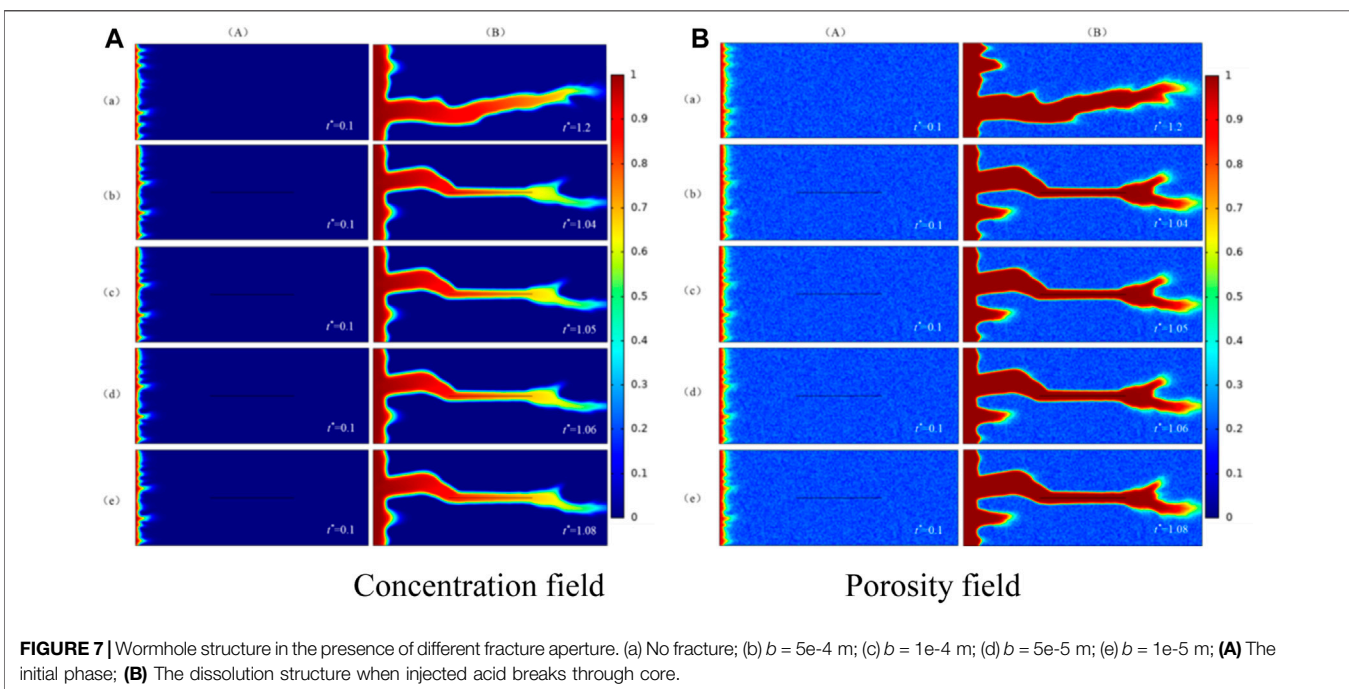 A
(A)
(B)
B
(A)
(B)
(a)
t*=0.1
t*=1.2
(b)
t*=0.1
t*=1.04
(c)
t*=0.1
t*=1.05
(d)
t*=0.1
t*=1.06
(e)
t*=0.1
t*=1.08
1
0.9
0.8
0.7
0.6
0.5
0.4
0.3
0.2
0.1
0
(a)
t*=0.1
t*=1.2
(b)
t*=0.1
t*=1.04
(c)
t*=0.1
t*=1.05
(d)
t*=0.1
t*=1.06
(e)
t*=0.1
t*=1.08
1
0.9
0.8
0.7
0.6
0.5
0.4
0.3
0.2
0.1
0
Concentration field
Porosity field
FIGURE 7 | Wormhole structure in the presence of different fracture aperture. (a) No fracture; (b) b = 5e-4 m; (c) b = 1e-4 m; (d) b = 5e-5 m; (e) b = 1e-5 m; (A) The
initial phase; (B) The dissolution structure when injected acid breaks through core.